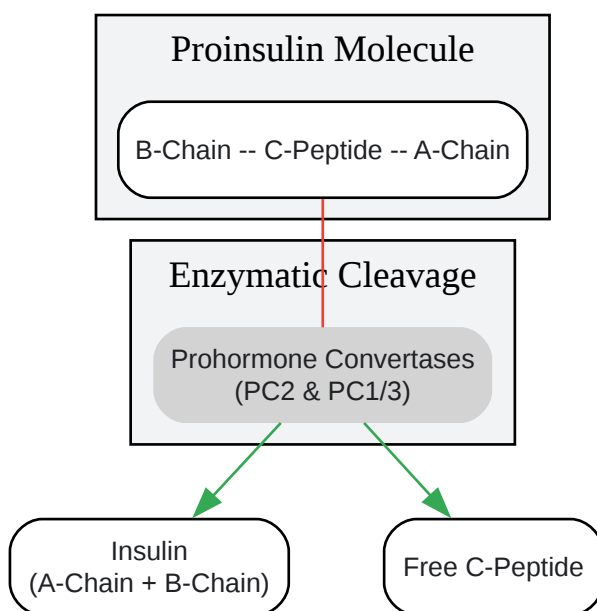 Proinsulin Molecule
B-Chain -- C-Peptide -- A-Chain
Enzymatic Cleavage
Prohormone Convertases
(PC2 & PC1/3)
Insulin
(A-Chain + B-Chain)
Free C-Peptide